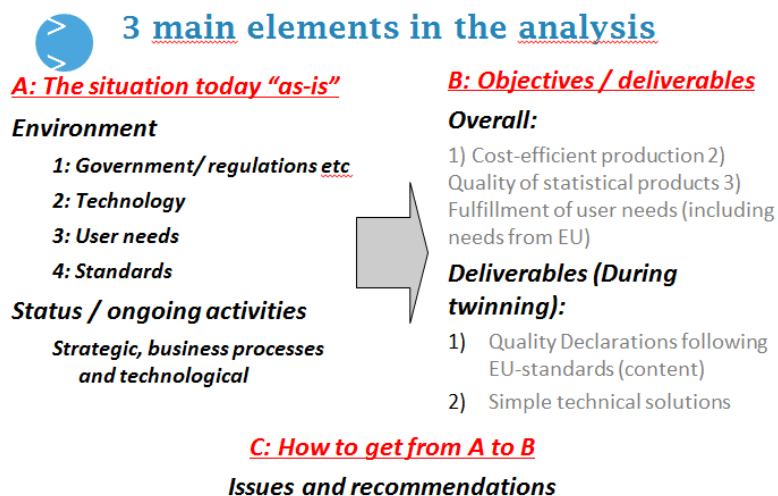 3 main elements in the analysis
A: The situation today “as-is”
Environment
1: Government/ regulations etc
2: Technology
3: User needs
4: Standards
Status / ongoing activities
Strategic, business processes
and technological
B: Objectives / deliverables
Overall:
1) Cost-efficient production 2)
Quality of statistical products 3)
Fulfillment of user needs (including
needs from EU)
Deliverables (During
twinning):
1) Quality Declarations following
EU-standards (content)
2) Simple technical solutions
C: How to get from A to B
Issues and recommendations